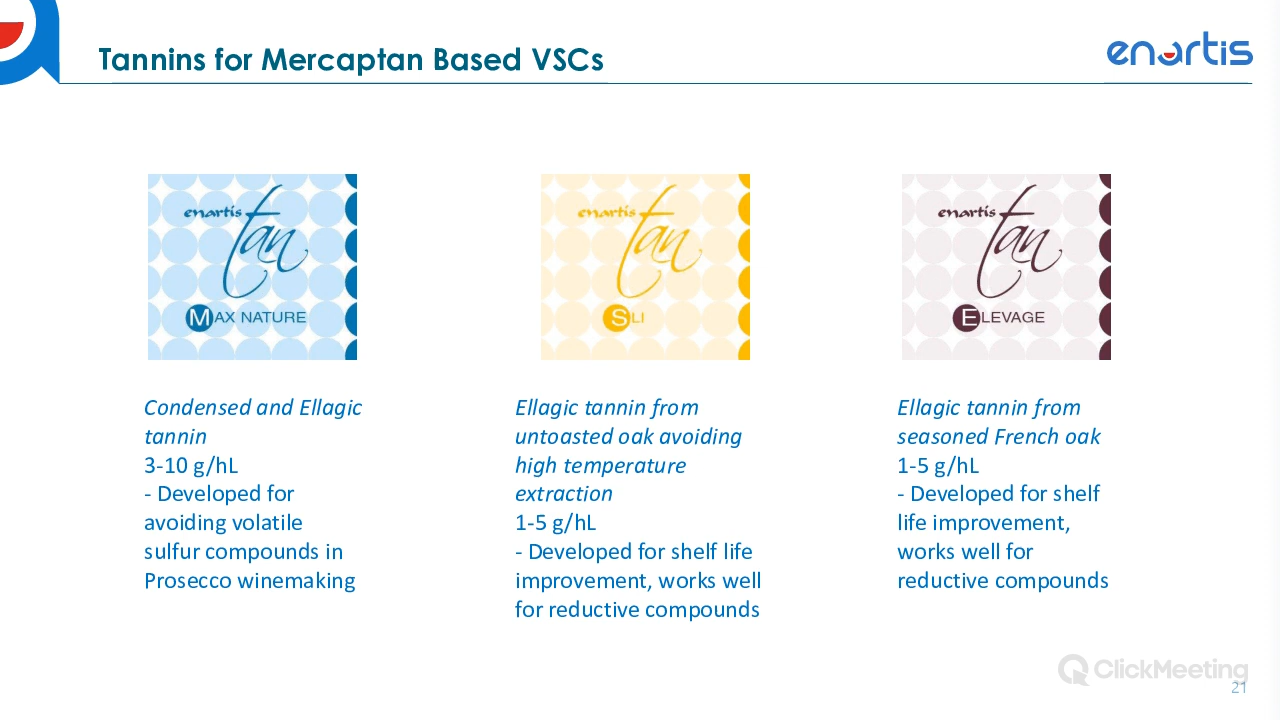 Tannins for Mercaptan Based VSCs
enartis
enartis
tan
MAX NATURE
enartis
tan
SLI
enartis
tan
ELEVAGE
Condensed and Ellagic
tannin
3-10 g/hL
- Developed for
avoiding volatile
sulfur compounds in
Prosecco winemaking
Ellagic tannin from
untoasted oak avoiding
high temperature
extraction
1-5 g/hL
- Developed for shelf life
improvement, works well
for reductive compounds
Ellagic tannin from
seasoned French oak
1-5 g/hL
- Developed for shelf
life improvement,
works well for
reductive compounds
ClickMeeting
21